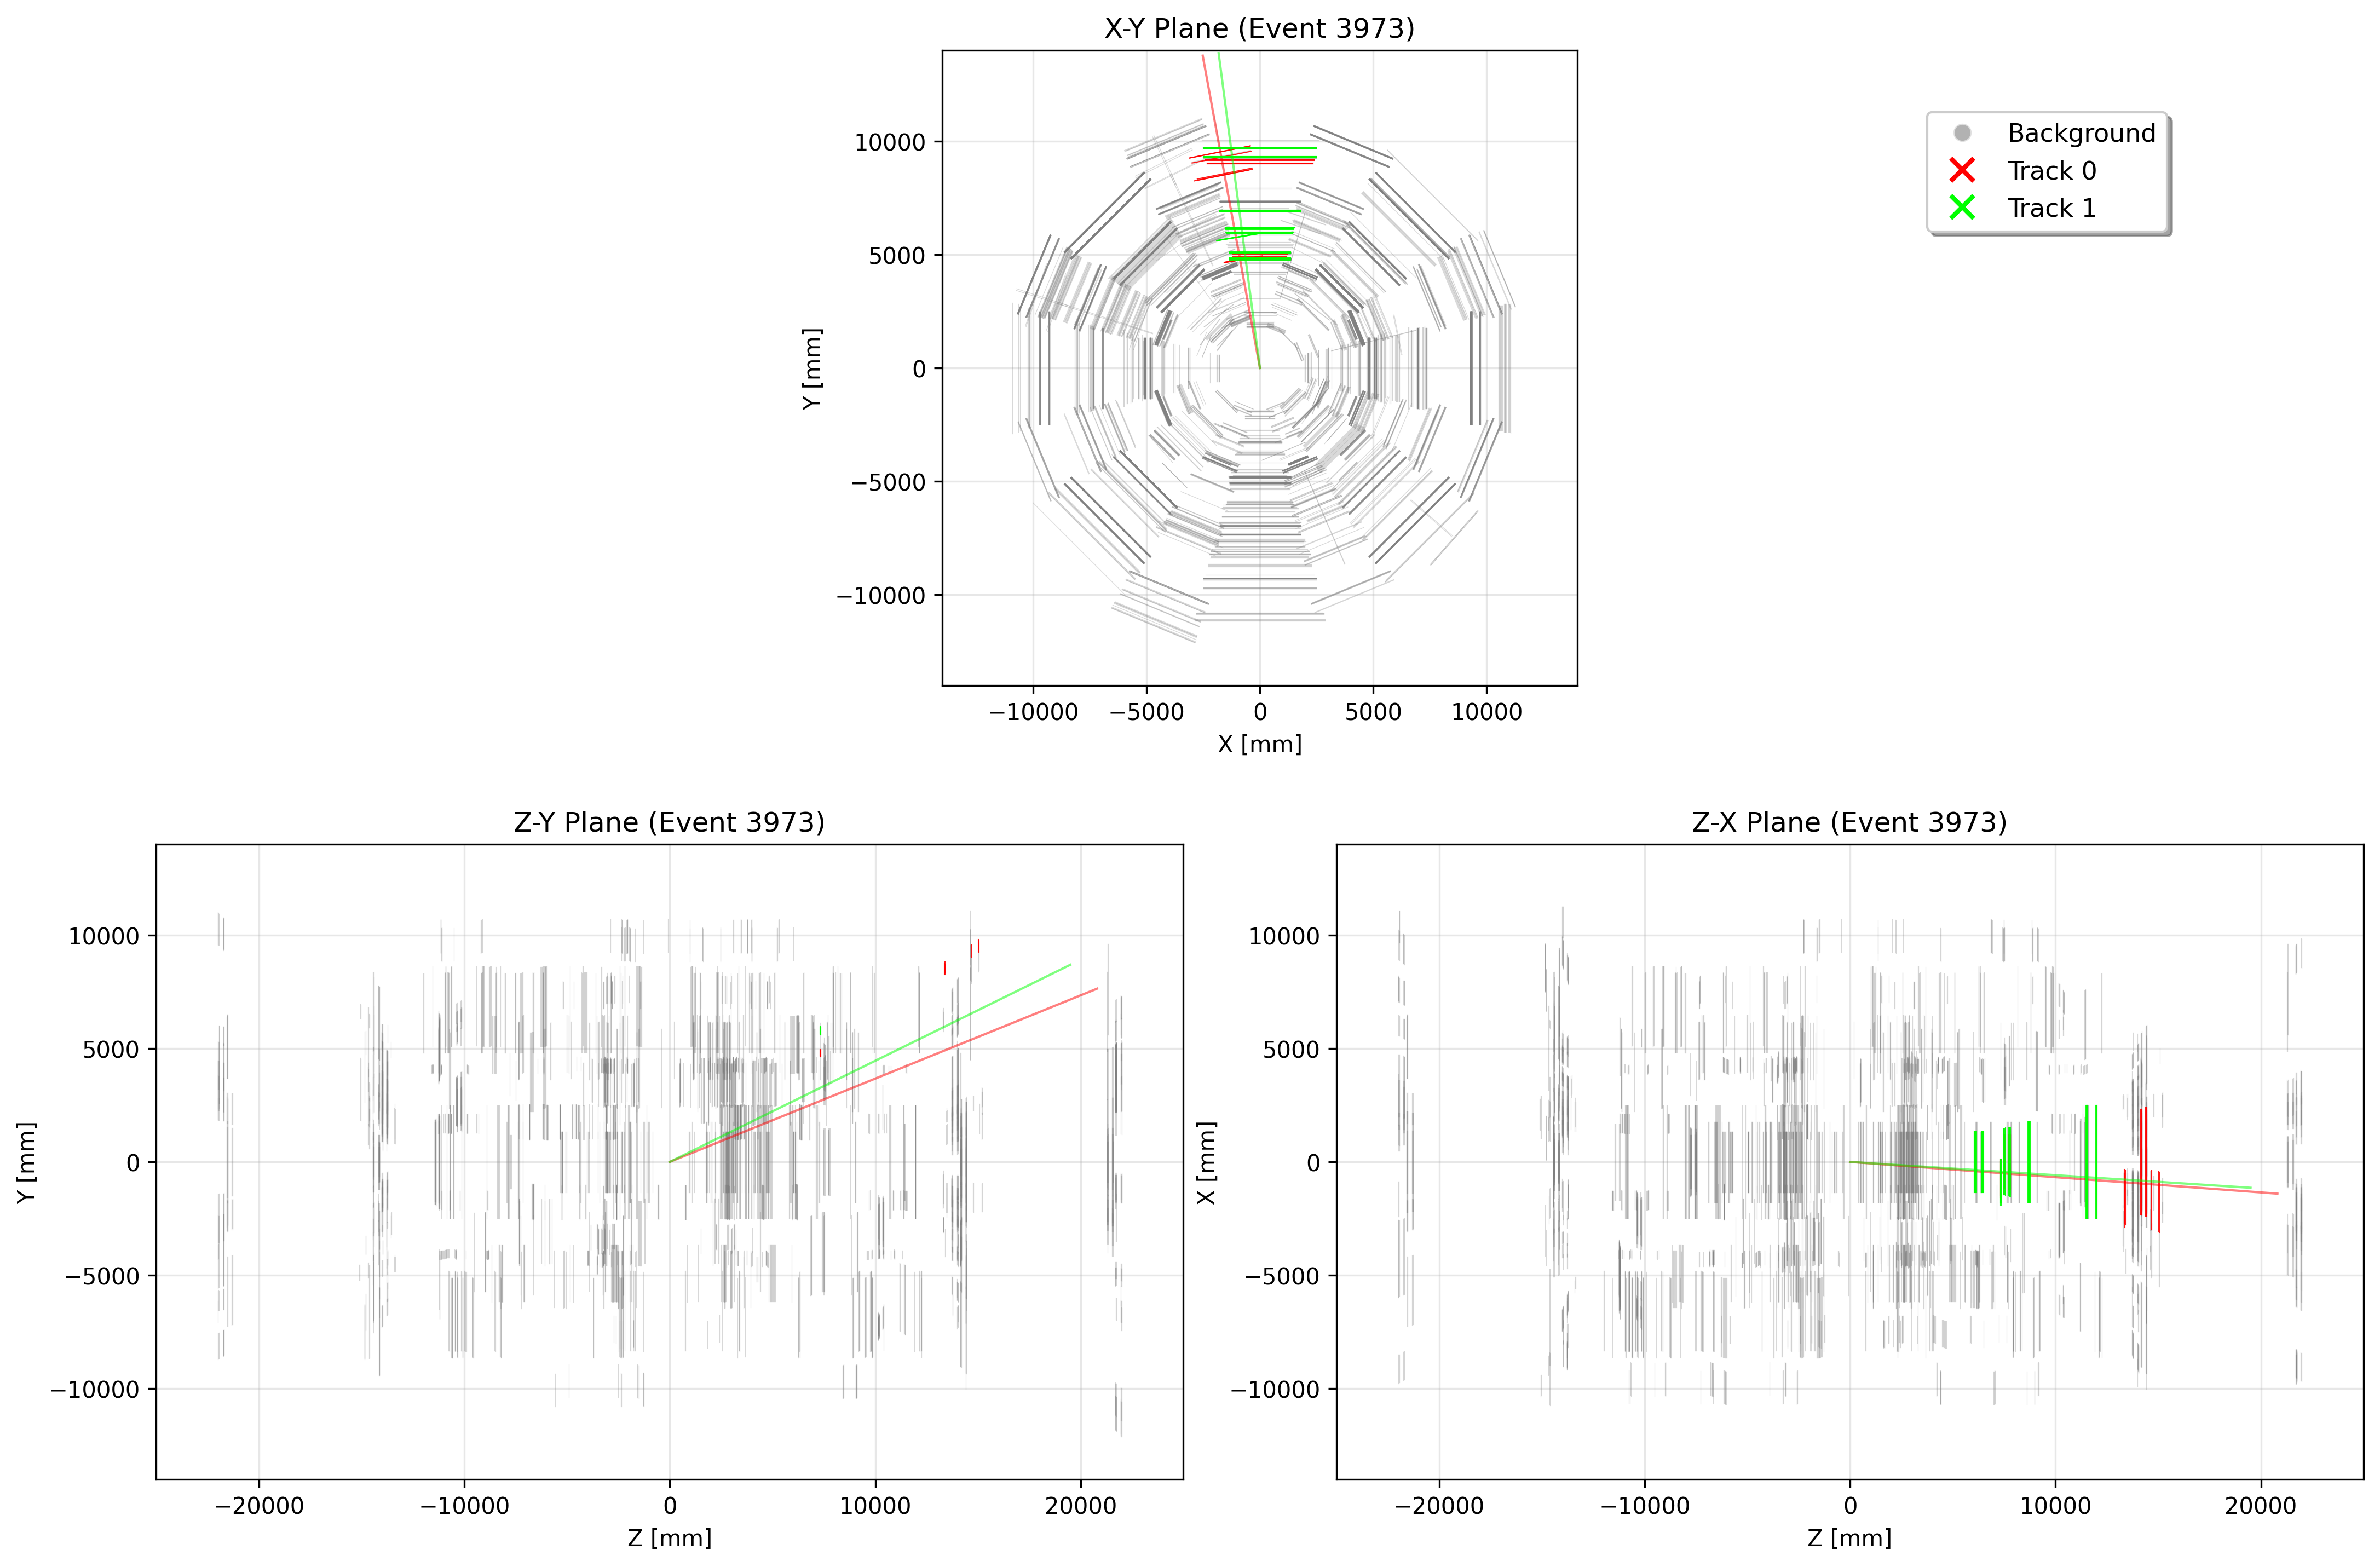 X-Y Plane (Event 3973)
Background
Track 0
Track 1
10000
5000
0
−5000
−10000
Y [mm]
−10000 −5000 0 5000 10000
X [mm]
Z-Y Plane (Event 3973)
10000
5000
0
−5000
−10000
Y [mm]
−20000 −10000 0 10000 20000
Z [mm]
Z-X Plane (Event 3973)
10000
5000
0
−5000
−10000
X [mm]
−20000 −10000 0 10000 20000
Z [mm]